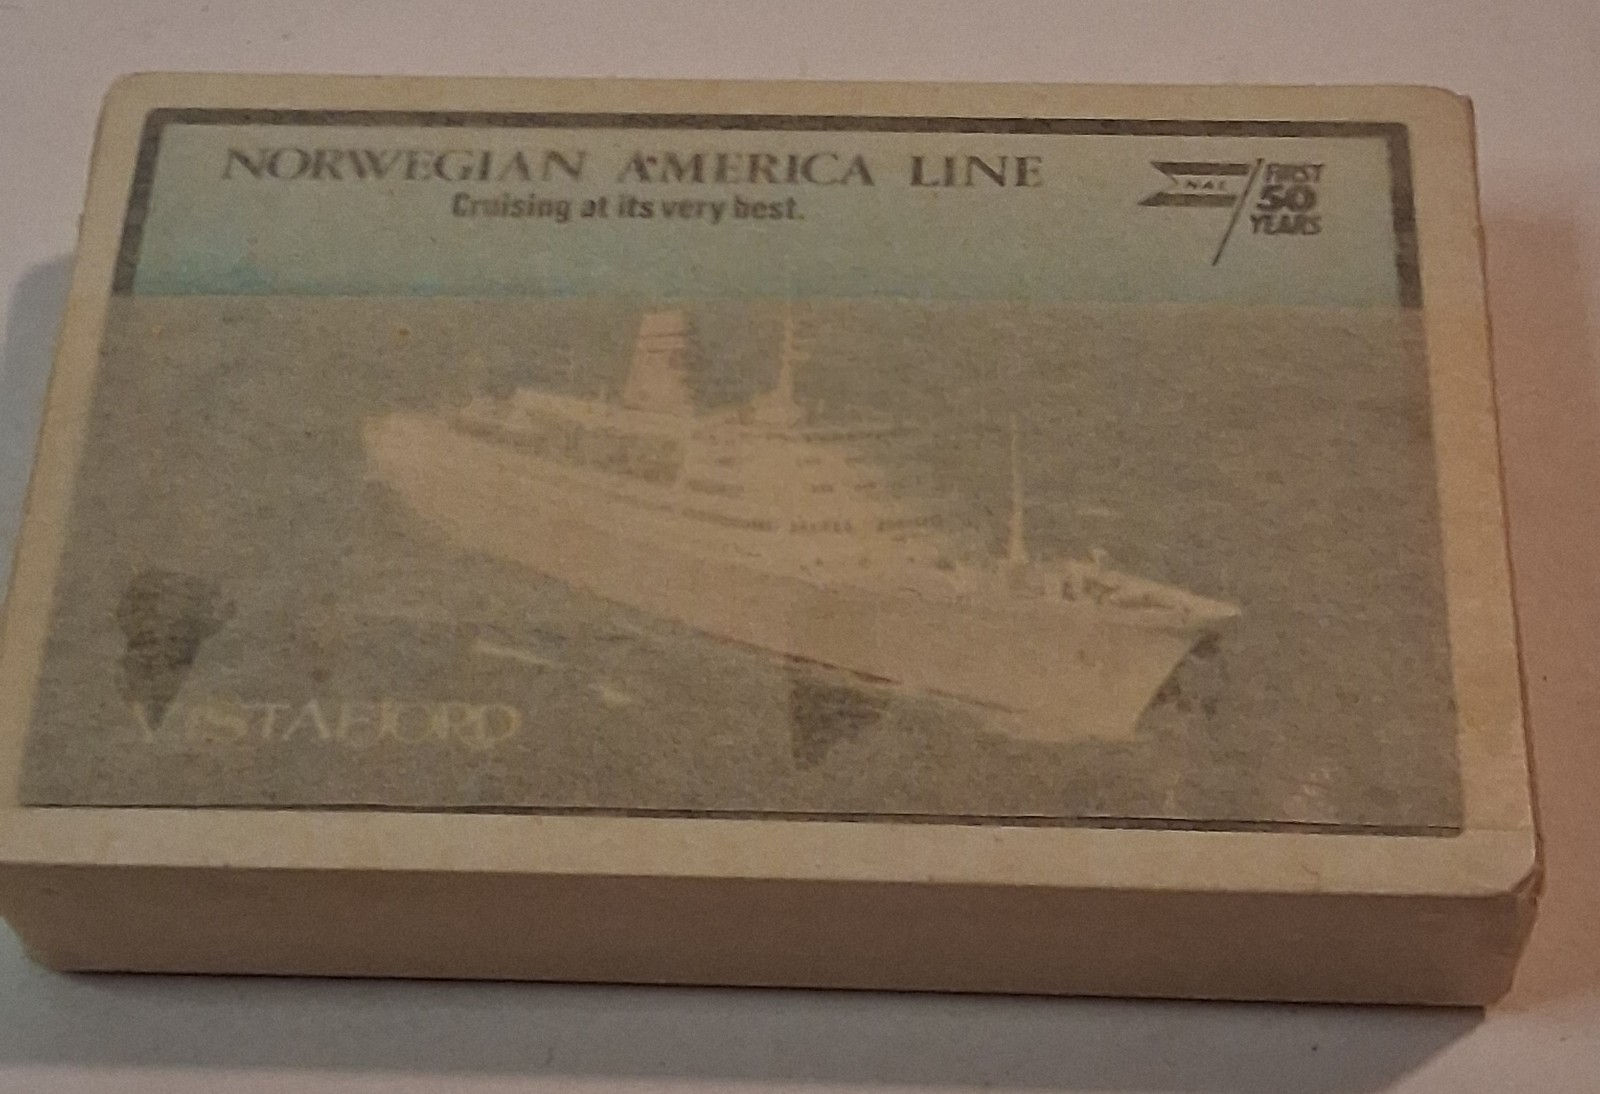 NORWEGIAN AMERICA LINE
Cruising at its very best.
NAL
FIRST
50
YEARS
VISTAFJORD